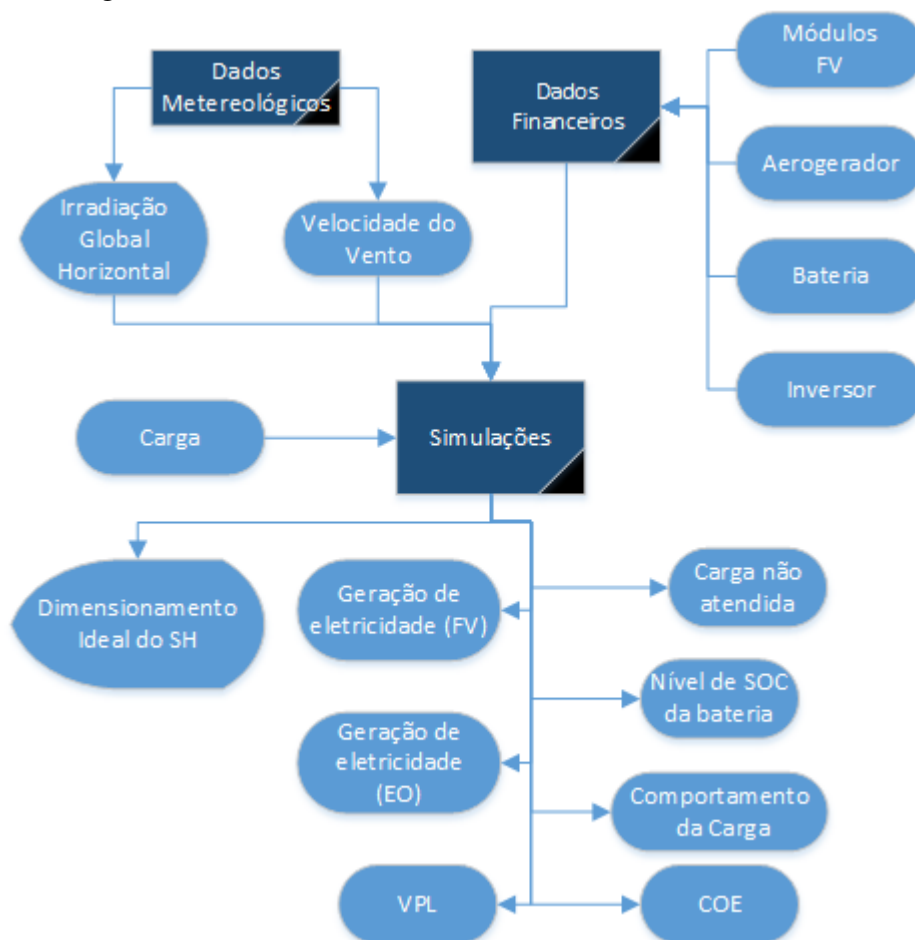 Dados
Metereológicos
Dados
Financeiros
Módulos
FV
Aerogerador
Irradiação
Global
Horizontal
Velocidade do
Vento
Bateria
Inversor
Carga
Simulações
Dimensionamento
Ideal do SH
Geração de
eletricidade (FV)
Carga não
atendida
Nível de SOC
da bateria
Geração de
eletricidade
(EO)
Comportamento
da Carga
VPL
COE